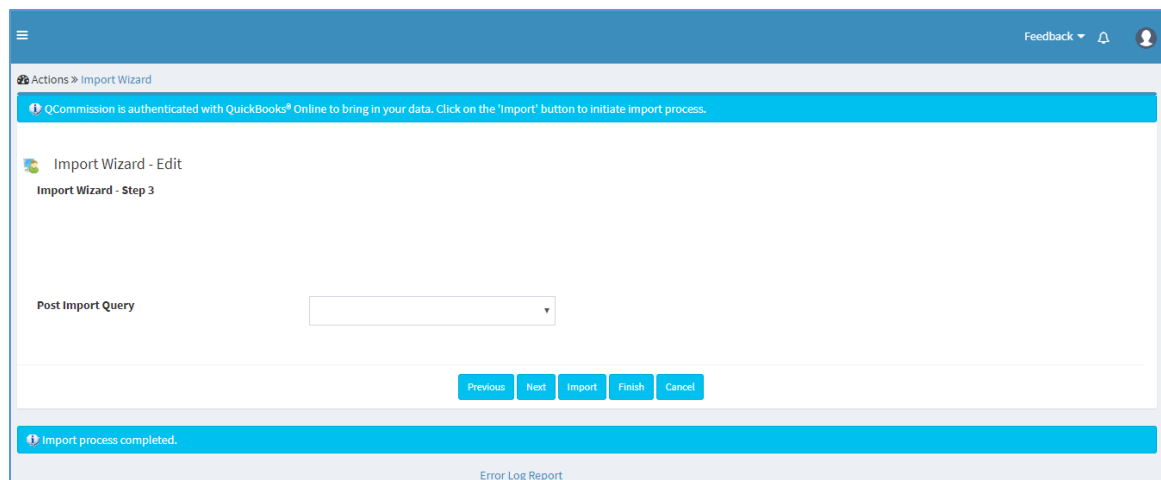 Feedback
Actions » Import Wizard
QCommission is authenticated with QuickBooks® Online to bring in your data. Click on the 'Import' button to initiate import process.
Import Wizard - Edit
Import Wizard - Step 3
Post Import Query
Previous Next Import Finish Cancel
Import process completed.
Error Log Report